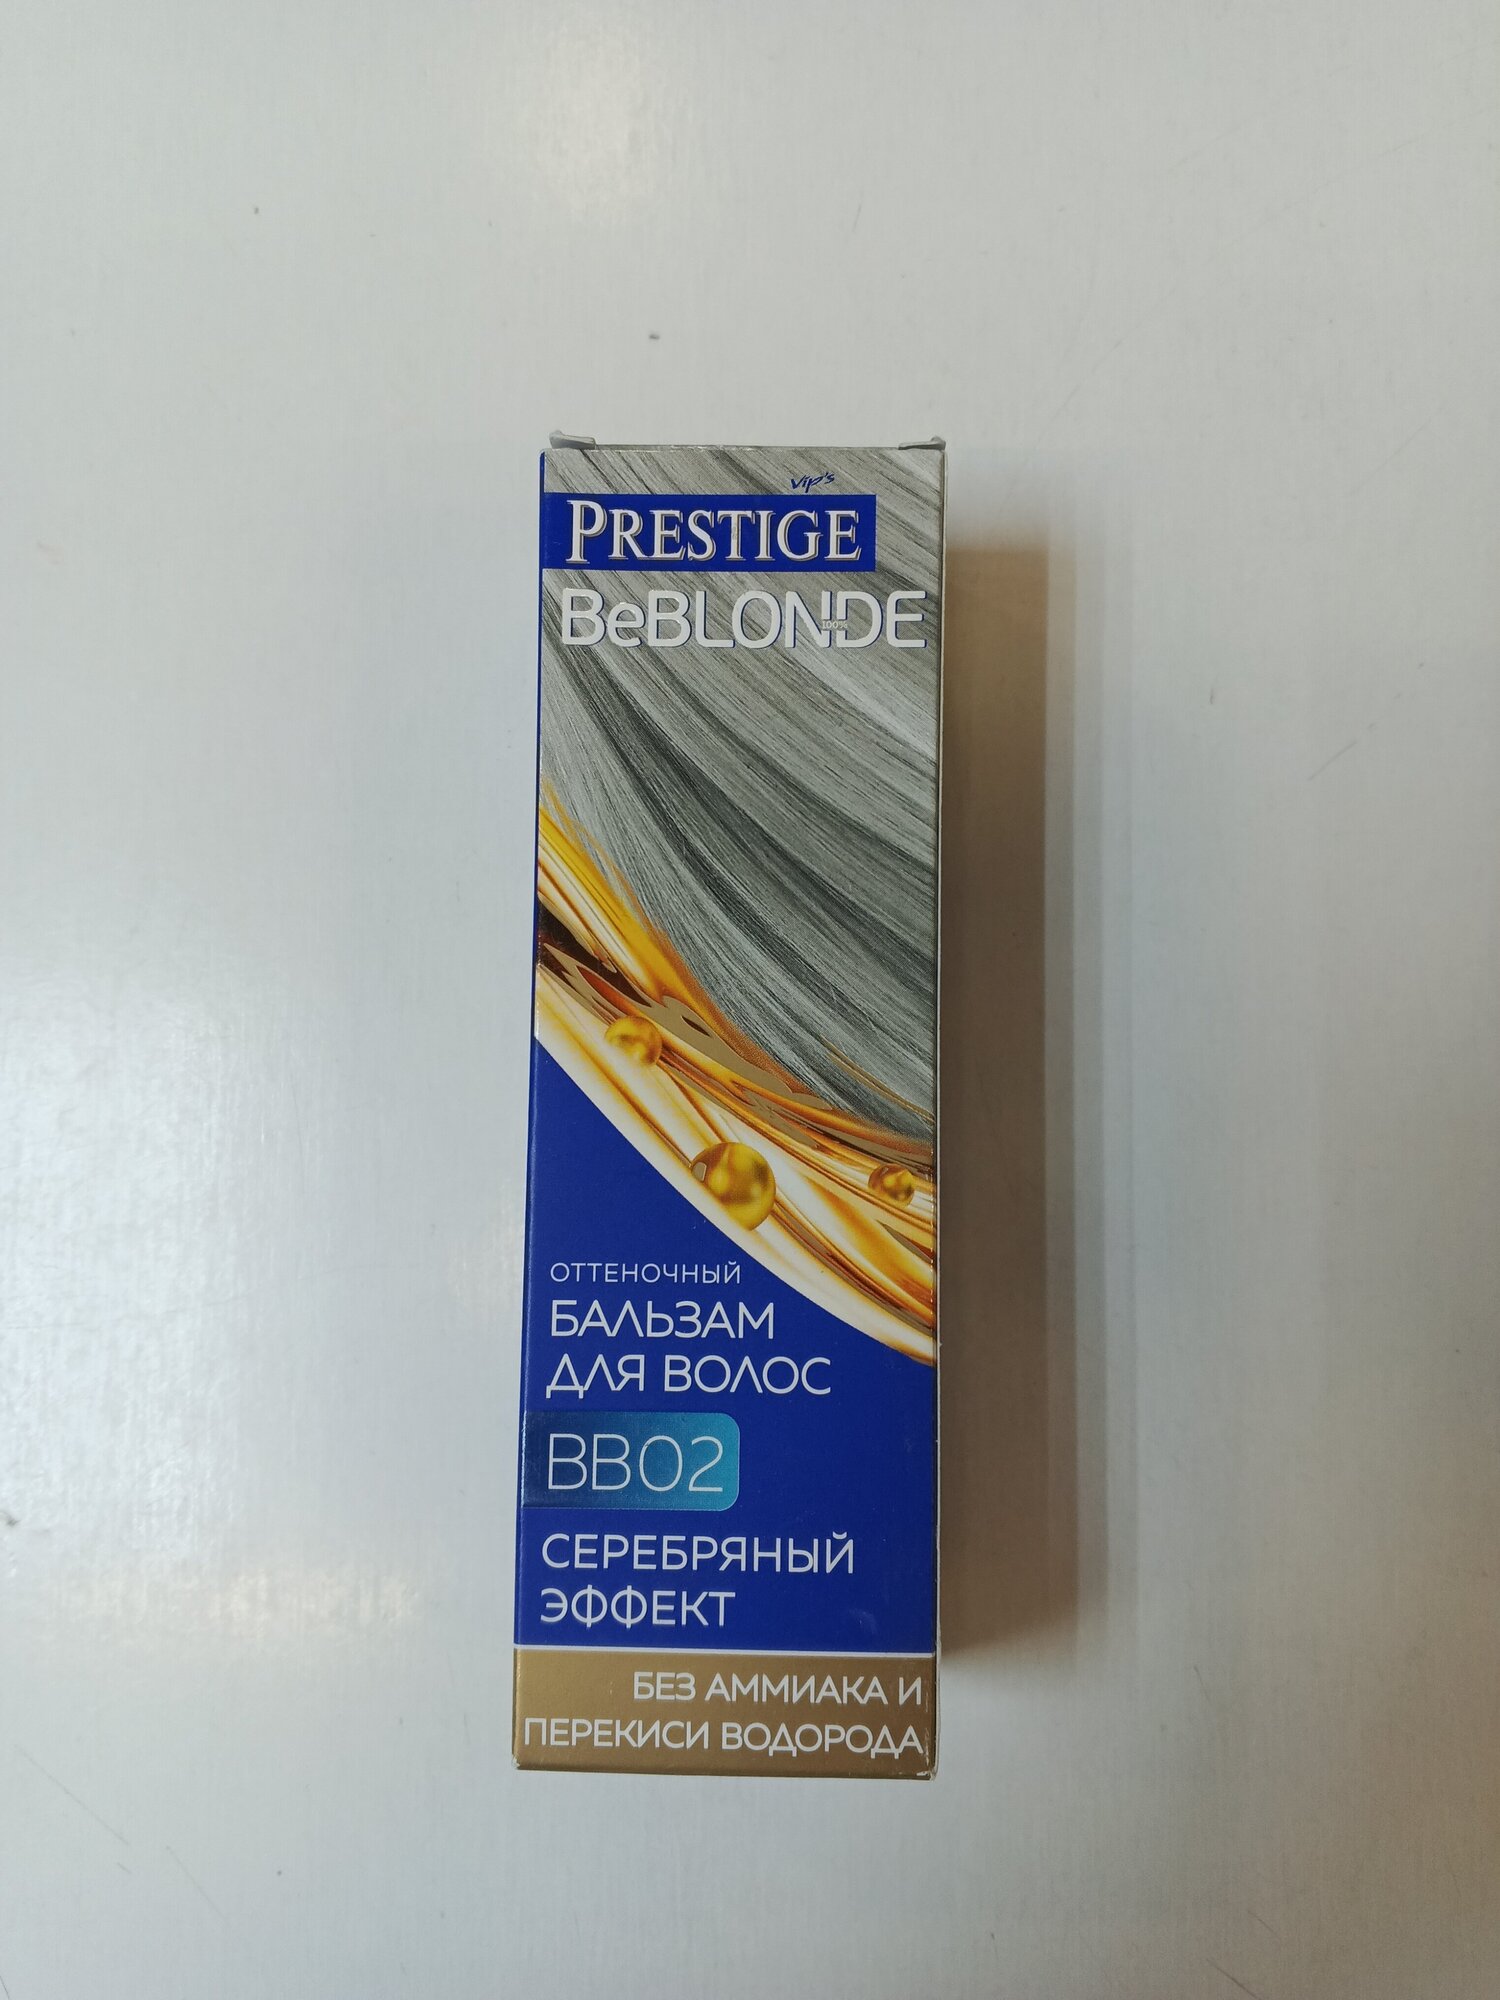 Vip's
PRESTIGE
BeBLONDE
100%
ОТТЕНОЧНЫЙ
БАЛЬЗАМ
ДЛЯ ВОЛОС
BB02
СЕРЕБРЯНЫЙ
ЭФФЕКТ
БЕЗ АММИАКА И
ПЕРЕКИСИ ВОДОРОДА